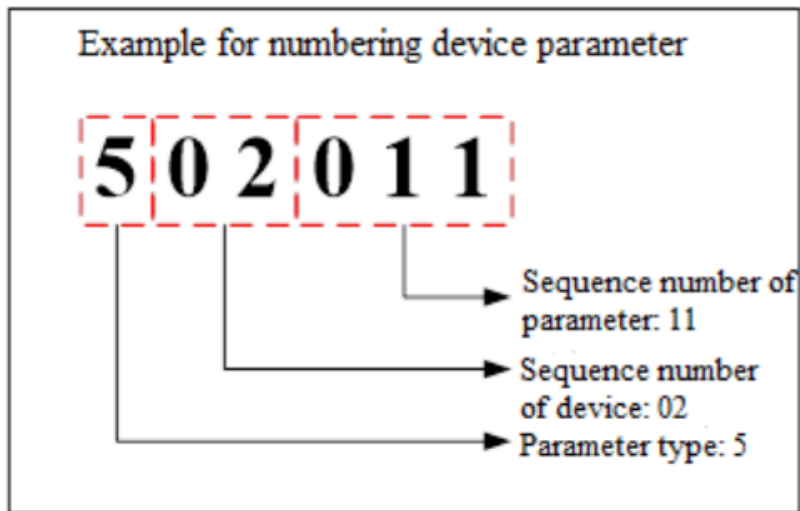 Example for numbering device parameter
5 0 2 0 1 1
Sequence number of
parameter: 11
Sequence number
of device: 02
Parameter type: 5